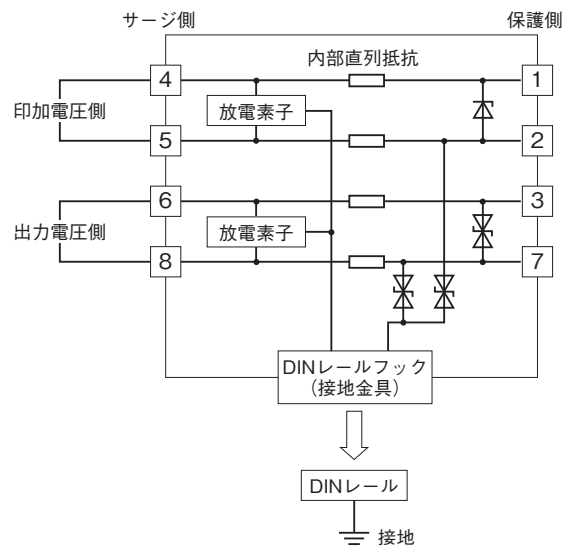 サージ側
保護側
内部直列抵抗
4
1
印加電圧側
放電素子
5
2
6
3
出力電圧側
放電素子
8
7
DINレールフック
（接地金具）
DINレール
接地